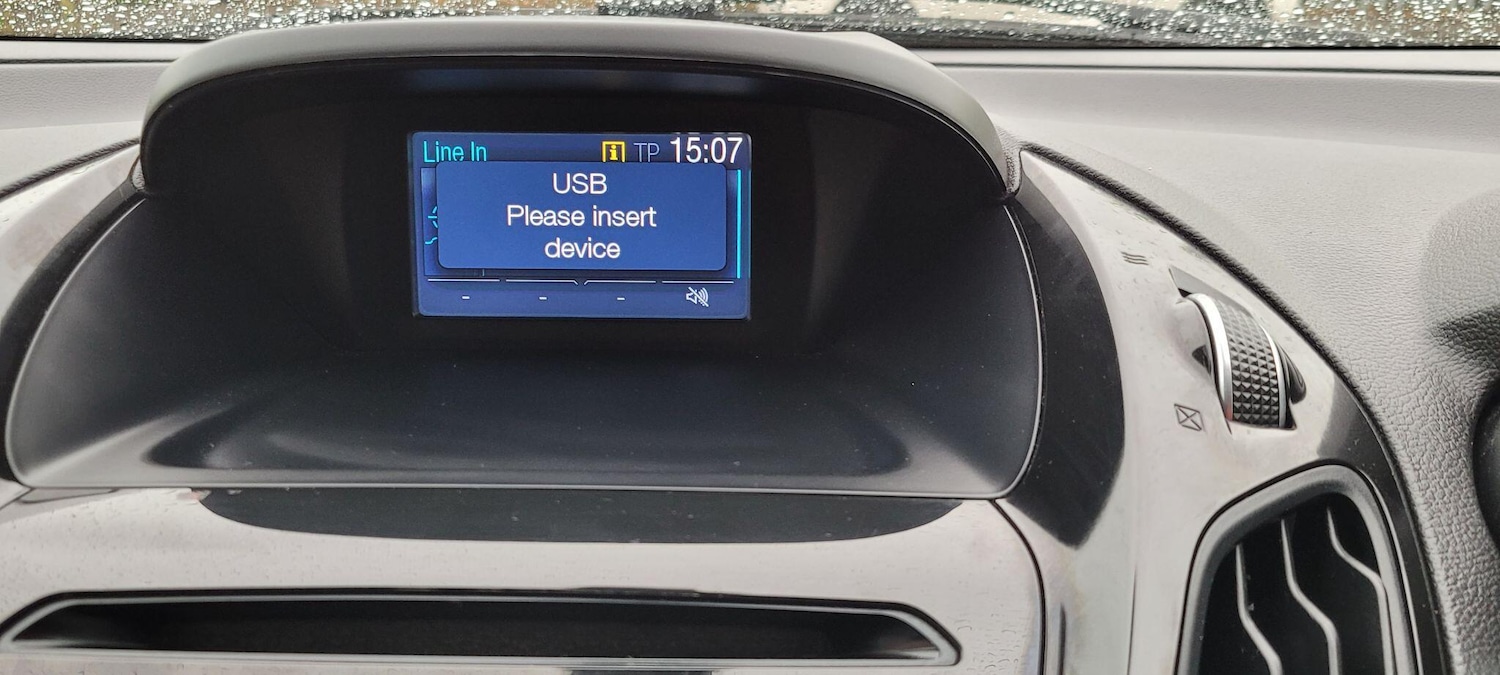 Line In
i TP 15:07
USB
Please insert
device
- - -